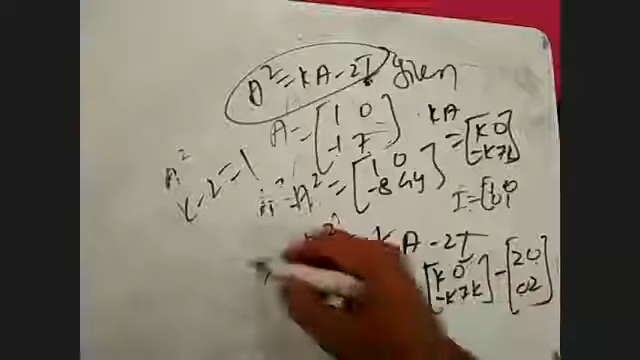 A² = KA - 2I given
A = [1 0
-1 7]
KA = [K 0
-K 7k]
A²
K - 2 = 1
A² = [1 0
-8 49]
I = [1 0
0 1]
K A - 2I
[K 0
-K 7K] - [2 0
0 2]